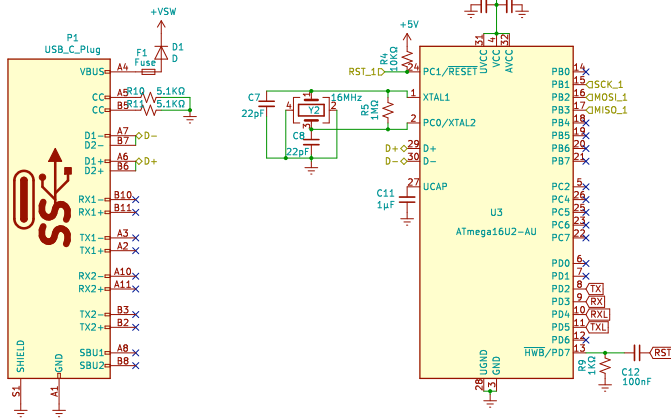 P1
USB_C_Plug
VBUS
A4
CC
A5
CC
B5
D1-
A7
D2-
B7
D1+
A6
D2+
B6
RX1-
B10
RX1+
B11
TX1-
A3
TX1+
A2
RX2-
A10
RX2+
A11
TX2-
B3
TX2+
B2
SBU1
A8
SBU2
B8
SHIELD
GND
S1
A1
SS
+VSW
F1
Fuse
D1
D
R10 5.1KΩ
R11 5.1KΩ
D-
D+
C7
22pF
16MHz
Y2
1
2
3
4
C8
22pF
R5
1MΩ
+5V
R4
10KΩ
RST_1
D+
D-
C11
1µF
31
4
32
UVCC
VCC
AVCC
24
PC1/RESET
1
XTAL1
2
PC0/XTAL2
29
D+
30
D-
27
UCAP
U3
ATmega16U2-AU
UGND
GND
28
3
PB0
14
PB1
15
SCK_1
PB2
16
MOSI_1
PB3
17
MISO_1
PB4
18
PB5
19
PB6
20
PB7
21
PC2
5
PC4
26
PC5
25
PC6
23
PC7
22
PD0
6
PD1
7
PD2
8
TX
PD3
9
RX
PD4
10
RXL
PD5
11
TXL
PD6
12
HWB/PD7
13
R9
1KΩ
C12
100nF
RST